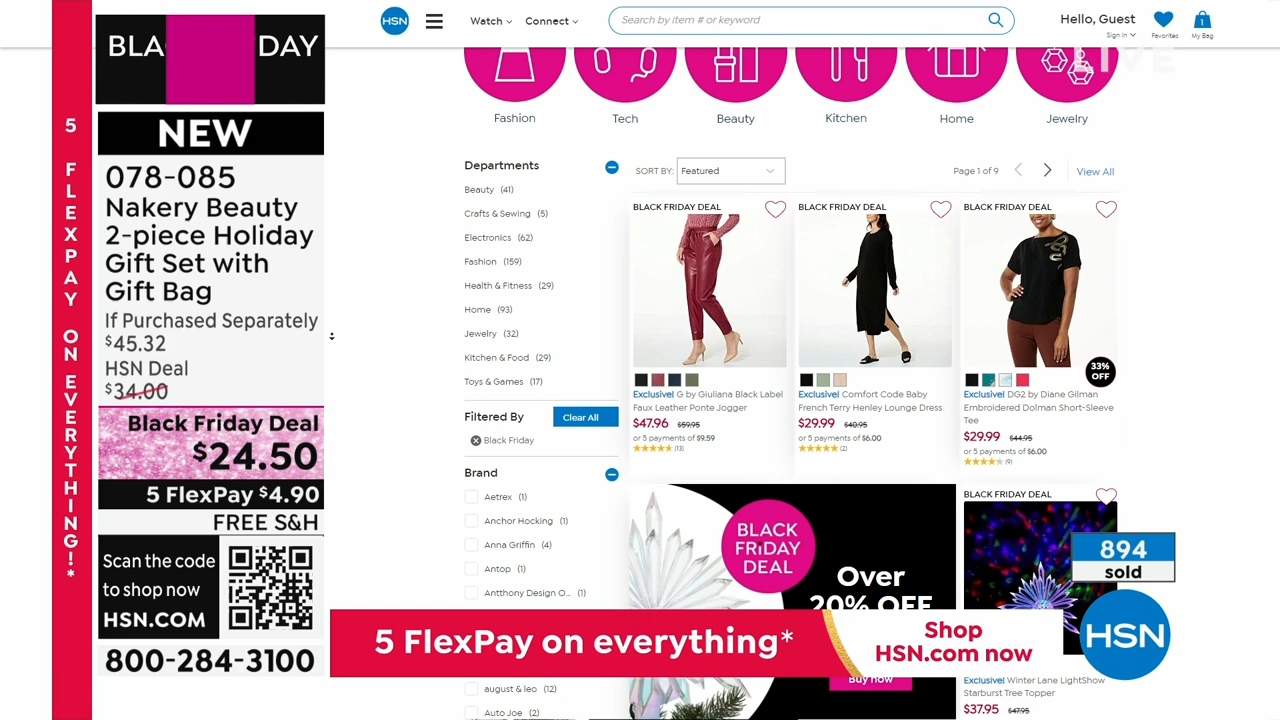 5 FLEXPAY ON EVERYTHING!*
BLA DAY
NEW
078-085
Nakery Beauty
2-piece Holiday
Gift Set with
Gift Bag
If Purchased Separately
$45.32
HSN Deal
$34.00
Black Friday Deal
$24.50
5 FlexPay $4.90
FREE S&H
Scan the code
to shop now
HSN.COM
800-284-3100
HSN
Watch
Connect
Search by item # or keyword
Hello, Guest
Sign In
Favorites
1
My Bag
LIVE
Fashion
Tech
Beauty
Kitchen
Home
Jewelry
Departments
Beauty (41)
Crafts & Sewing (5)
Electronics (62)
Fashion (159)
Health & Fitness (29)
Home (93)
Jewelry (32)
Kitchen & Food (29)
Toys & Games (17)
Filtered By
Clear All
Black Friday
Brand
Aetrex (1)
Anchor Hocking (1)
Anna Griffin (4)
Antop (1)
Antthony Design O... (1)
august & leo (12)
Auto Joe (2)
SORT BY: Featured
Page 1 of 9
View All
BLACK FRIDAY DEAL
Exclusive! G by Giuliana Black Label
Faux Leather Ponte Jogger
$47.96 $59.95
or 5 payments of $9.59
(13)
BLACK FRIDAY DEAL
Exclusive! Comfort Code Baby
French Terry Henley Lounge Dress
$29.99 $40.95
or 5 payments of $6.00
(2)
BLACK FRIDAY DEAL
33%
OFF
Exclusive! DG2 by Diane Gilman
Embroidered Dolman Short-Sleeve
Tee
$29.99 $44.95
or 5 payments of $6.00
(9)
BLACK
FRIDAY
DEAL
Over
20% OFF
Buy now
BLACK FRIDAY DEAL
Exclusive! Winter Lane LightShow
Starburst Tree Topper
$37.95 $47.95
894
sold
5 FlexPay on everything*
Shop
HSN.com now
HSN